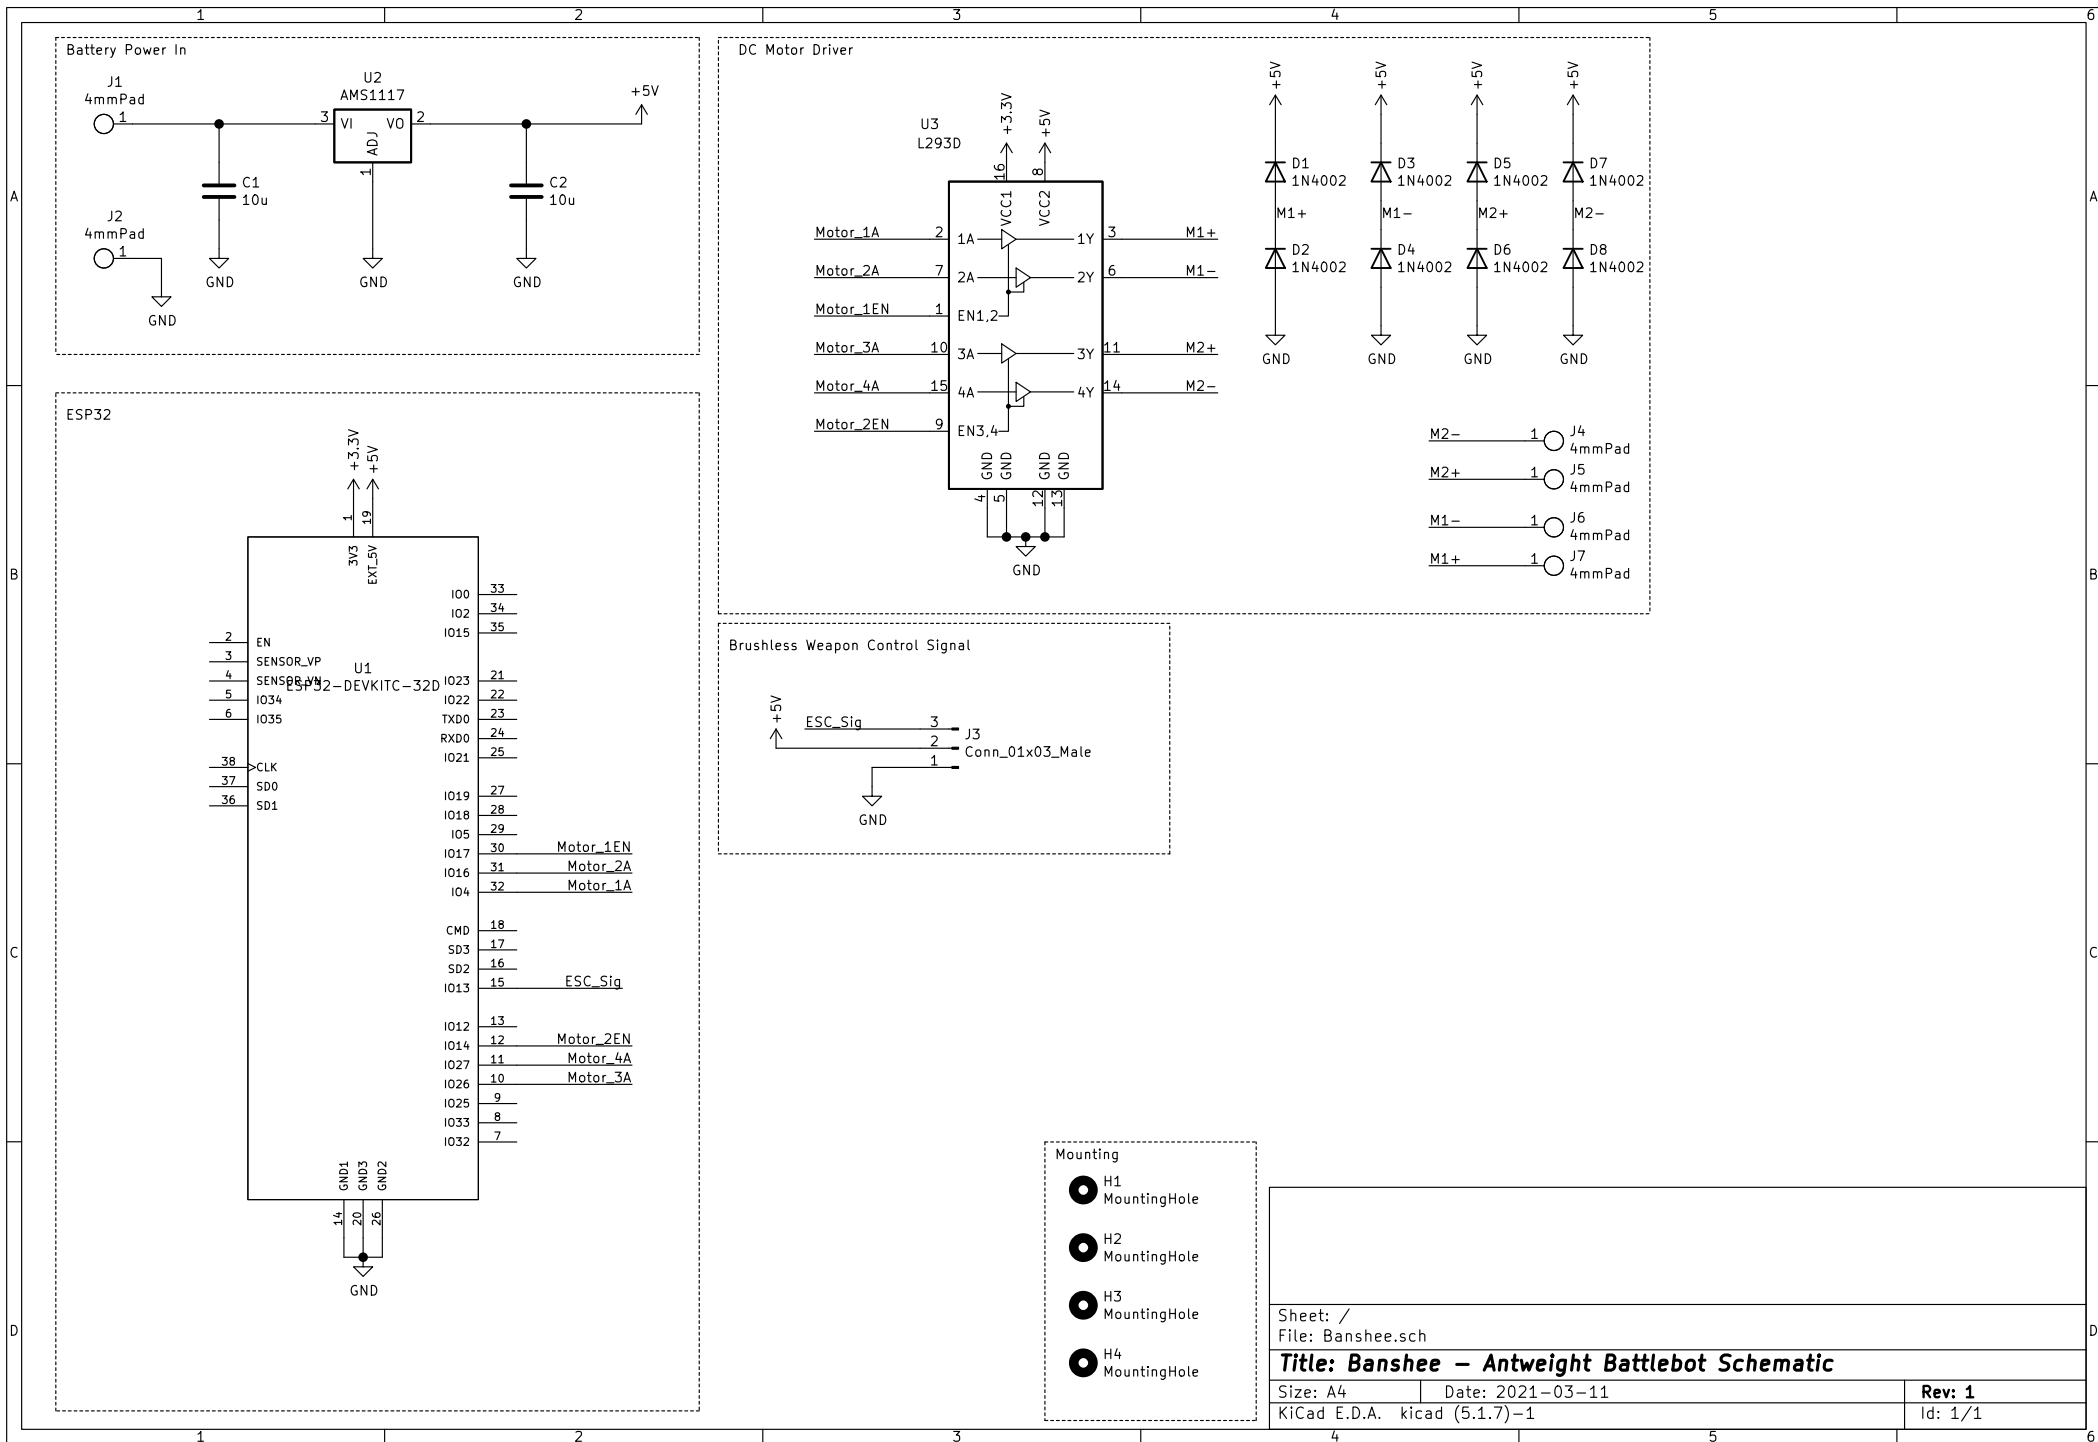 1 2 3 4 5 6
A A
B B
C C
D D
1 2 3 4 5 6
Battery Power In
J1
4mmPad
1
J2
4mmPad
1
GND
U2
AMS1117
3 VI VO 2
ADJ
1
+5V
C1
10u
C2
10u
GND
GND
GND
DC Motor Driver
U3
L293D
+3.3V
+5V
16
8
VCC1
VCC2
Motor_1A 2 1A 1Y 3 M1+
Motor_2A 7 2A 2Y 6 M1-
Motor_1EN 1 EN1,2
Motor_3A 10 3A 3Y 11 M2+
Motor_4A 15 4A 4Y 14 M2-
Motor_2EN 9 EN3,4
GND GND GND GND
4 5 12 13
GND
+5V +5V +5V +5V
D1
1N4002
D3
1N4002
D5
1N4002
D7
1N4002
M1+ M1- M2+ M2-
D2
1N4002
D4
1N4002
D6
1N4002
D8
1N4002
GND GND GND GND
M2- 1 J4
4mmPad
M2+ 1 J5
4mmPad
M1- 1 J6
4mmPad
M1+ 1 J7
4mmPad
ESP32
+3.3V
+5V
1
19
3V3
EXT_5V
U1
ESP32-DEVKITC-32D
2 EN
3 SENSOR_VP
4 SENSOR_VN
5 IO34
6 IO35
38 CLK
37 SD0
36 SD1
IO0 33
IO2 34
IO15 35
IO23 21
IO22 22
TXD0 23
RXD0 24
IO21 25
IO19 27
IO18 28
IO5 29
IO17 30 Motor_1EN
IO16 31 Motor_2A
IO4 32 Motor_1A
CMD 18
SD3 17
SD2 16
IO13 15 ESC_Sig
IO12 13
IO14 12 Motor_2EN
IO27 11 Motor_4A
IO26 10 Motor_3A
IO25 9
IO33 8
IO32 7
GND1 GND3 GND2
14 20 26
GND
Brushless Weapon Control Signal
+5V
ESC_Sig 3
2
1
J3
Conn_01x03_Male
GND
Mounting
H1
MountingHole
H2
MountingHole
H3
MountingHole
H4
MountingHole
Sheet: /
File: Banshee.sch
Title: Banshee - Antweight Battlebot Schematic
Size: A4 Date: 2021-03-11 Rev: 1
KiCad E.D.A. kicad (5.1.7)-1 Id: 1/1